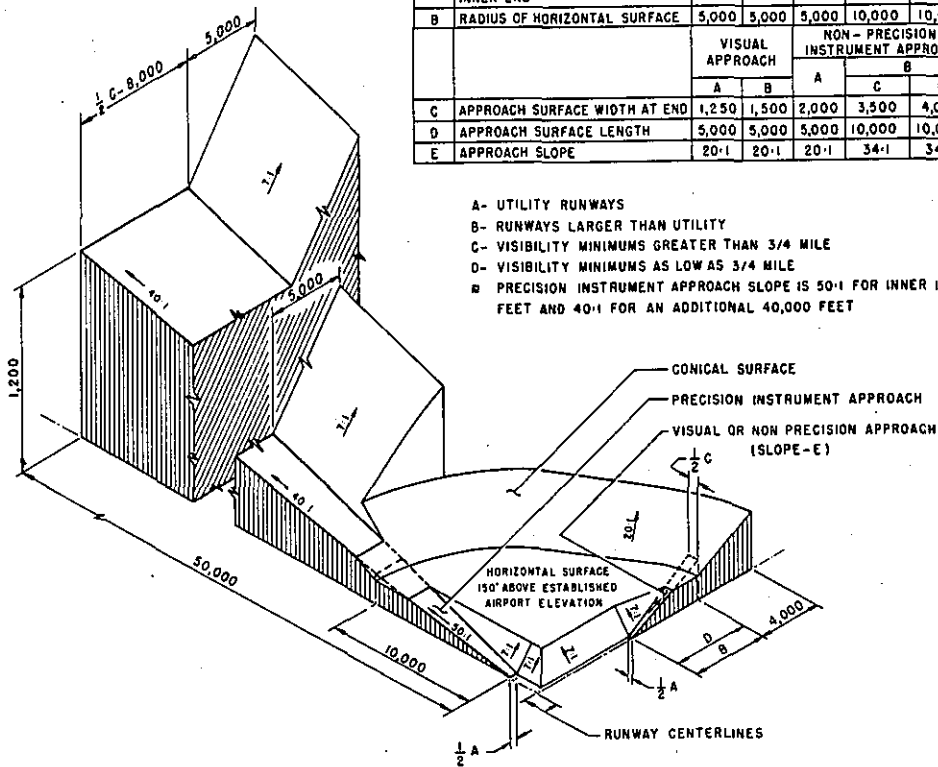 B RADIUS OF HORIZONTAL SURFACE 5,000 5,000 5,000 10,000 10,
VISUAL APPROACH
NON-PRECISION INSTRUMENT APPRO
A B A B
C
C APPROACH SURFACE WIDTH AT END 1,250 1,500 2,000 3,500 4,0
D APPROACH SURFACE LENGTH 5,000 5,000 5,000 10,000 10,0
E APPROACH SLOPE 20:1 20:1 20:1 34:1 34
A- UTILITY RUNWAYS
B- RUNWAYS LARGER THAN UTILITY
C- VISIBILITY MINIMUMS GREATER THAN 3/4 MILE
D- VISIBILITY MINIMUMS AS LOW AS 3/4 MILE
PRECISION INSTRUMENT APPROACH SLOPE IS 50:1 FOR INNER 1
FEET AND 40:1 FOR AN ADDITIONAL 40,000 FEET
5,000
1/2 C-8,000
7:1
40:1
5,000
1,200
7:1
40:1
CONICAL SURFACE
PRECISION INSTRUMENT APPROACH
VISUAL OR NON PRECISION APPROACH
(SLOPE-E)
1/2 C
20:1
50,000
HORIZONTAL SURFACE
150' ABOVE ESTABLISHED
AIRPORT ELEVATION
50:1
7:1
7:1
7:1
7:1
10,000
D
B
4,000
1/2 A
RUNWAY CENTERLINES
1/2 A